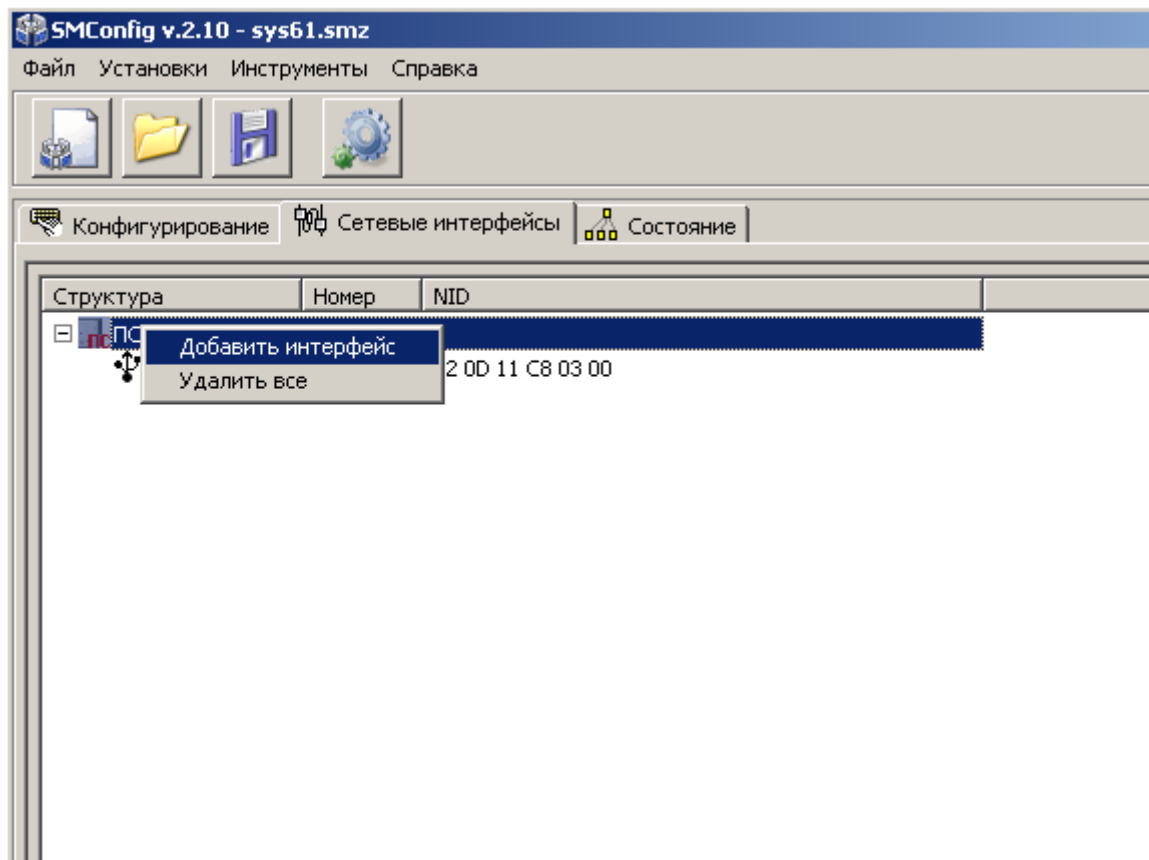 SMConfig v.2.10 - sys61.smz
Файл Установки Инструменты Справка
Конфигурирование Сетевые интерфейсы Состояние
Структура Номер NID
ПС
Добавить интерфейс
2 0D 11 C8 03 00
Удалить все